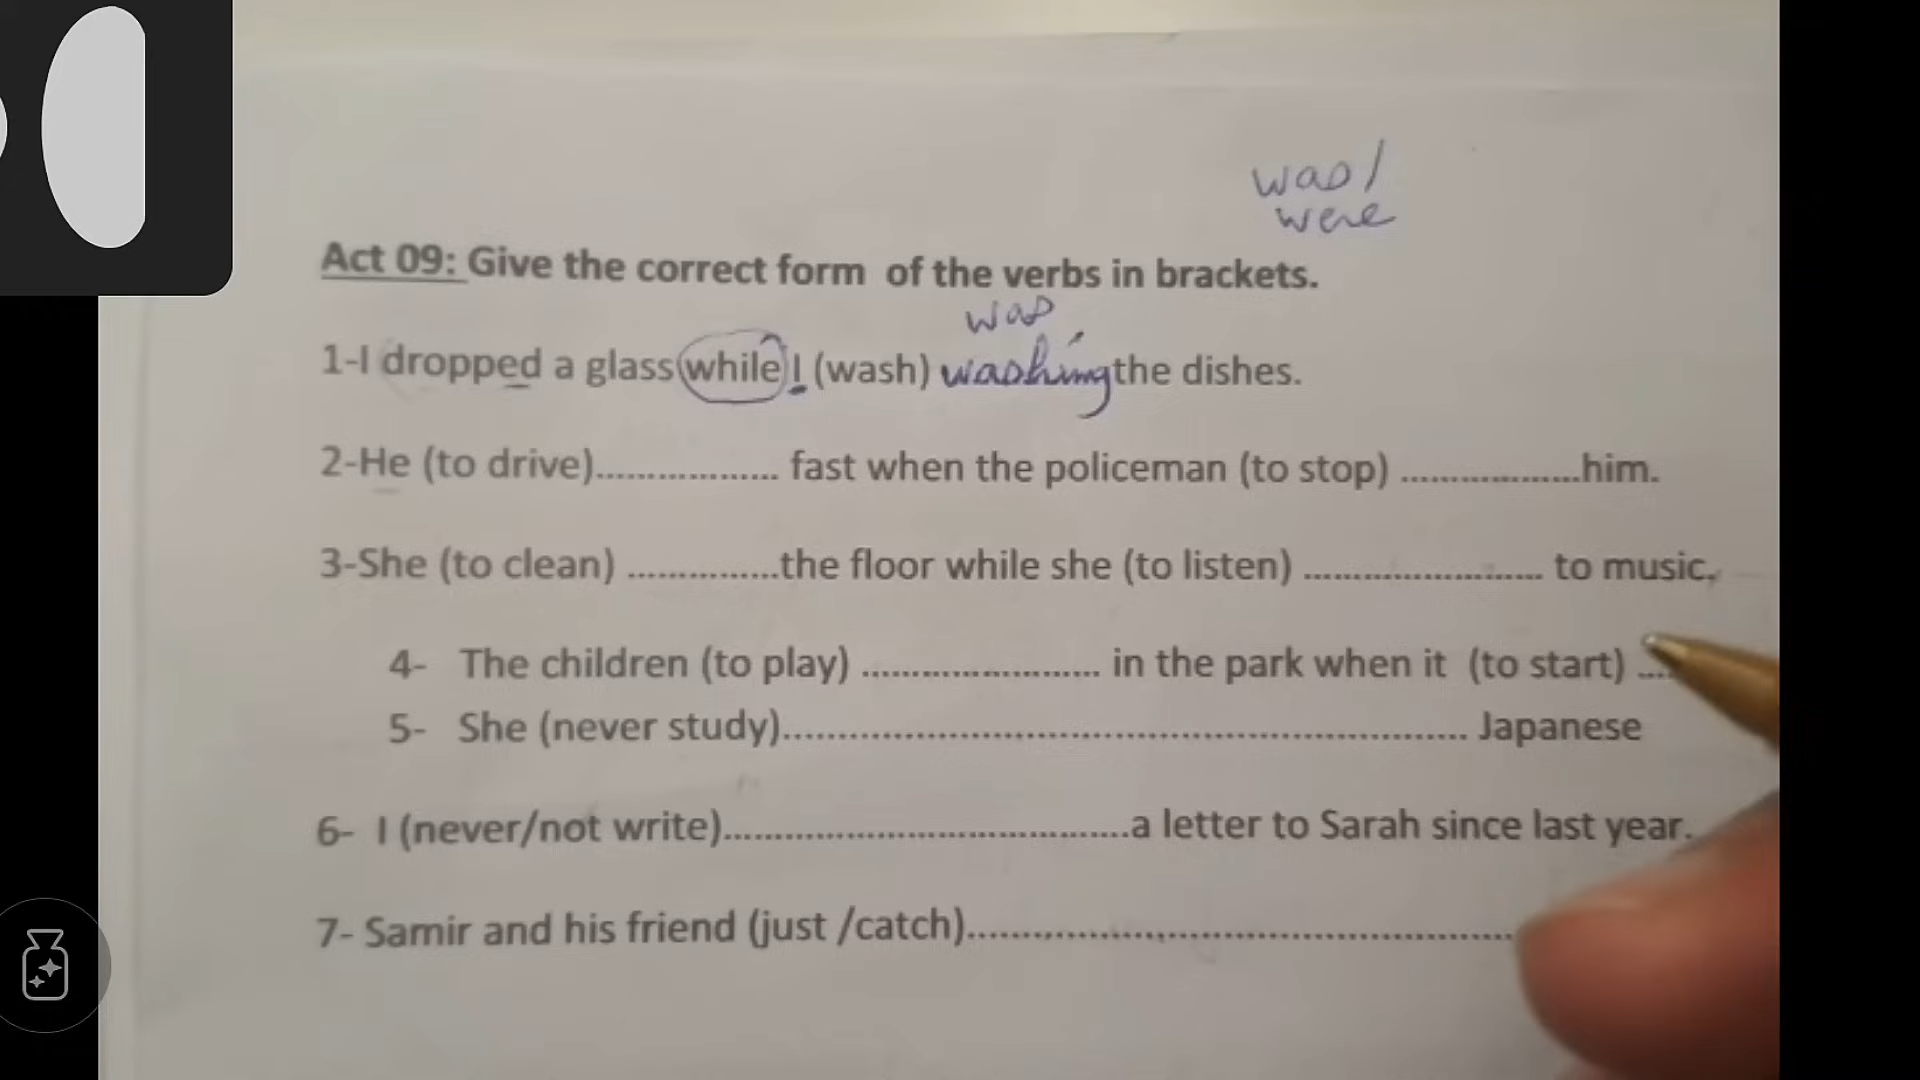 was/
were
Act 09: Give the correct form of the verbs in brackets.
was
1-I dropped a glass while I (wash) washing the dishes.
2-He (to drive).................. fast when the policeman (to stop) ..................him.
3-She (to clean) ...............the floor while she (to listen) ........................ to music.
4- The children (to play) ........................ in the park when it (to start) ....
5- She (never study)..................................................................... Japanese
6- I (never/not write).........................................a letter to Sarah since last year.
7- Samir and his friend (just /catch).......................................................